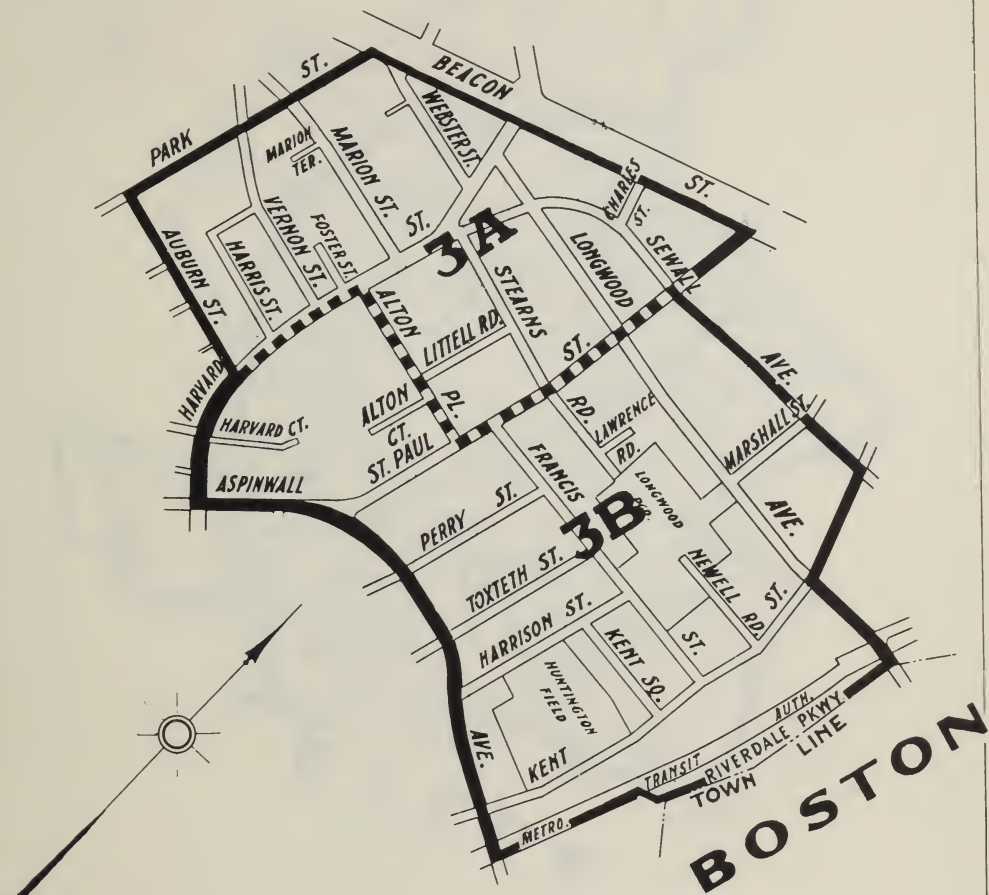 PARK ST.
BEACON ST.
WEBSTER ST.
MARION TER.
MARION ST.
CHARLES ST.
VERNON ST.
FOSTER ST.
ST.
AUBURN ST.
HARRIS ST.
3A
SEWALL AVE.
LONGWOOD AVE.
STEARNS RD.
ALTON PL.
LITTELL RD.
ST.
HARVARD
HARVARD CT.
ALTON CT.
ST. PAUL
LAWRENCE RD.
MARSHALL ST.
ASPINWALL AVE.
FRANCIS ST.
LONGWOOD
3B
PERRY ST.
TOXTETH ST.
NEWELL RD.
HARRISON ST.
KENT SQ.
HUNTINGTON FIELD
KENT ST.
METRO. TRANSIT AUTH.
RIVERDALE PKWY.
TOWN LINE
BOSTON